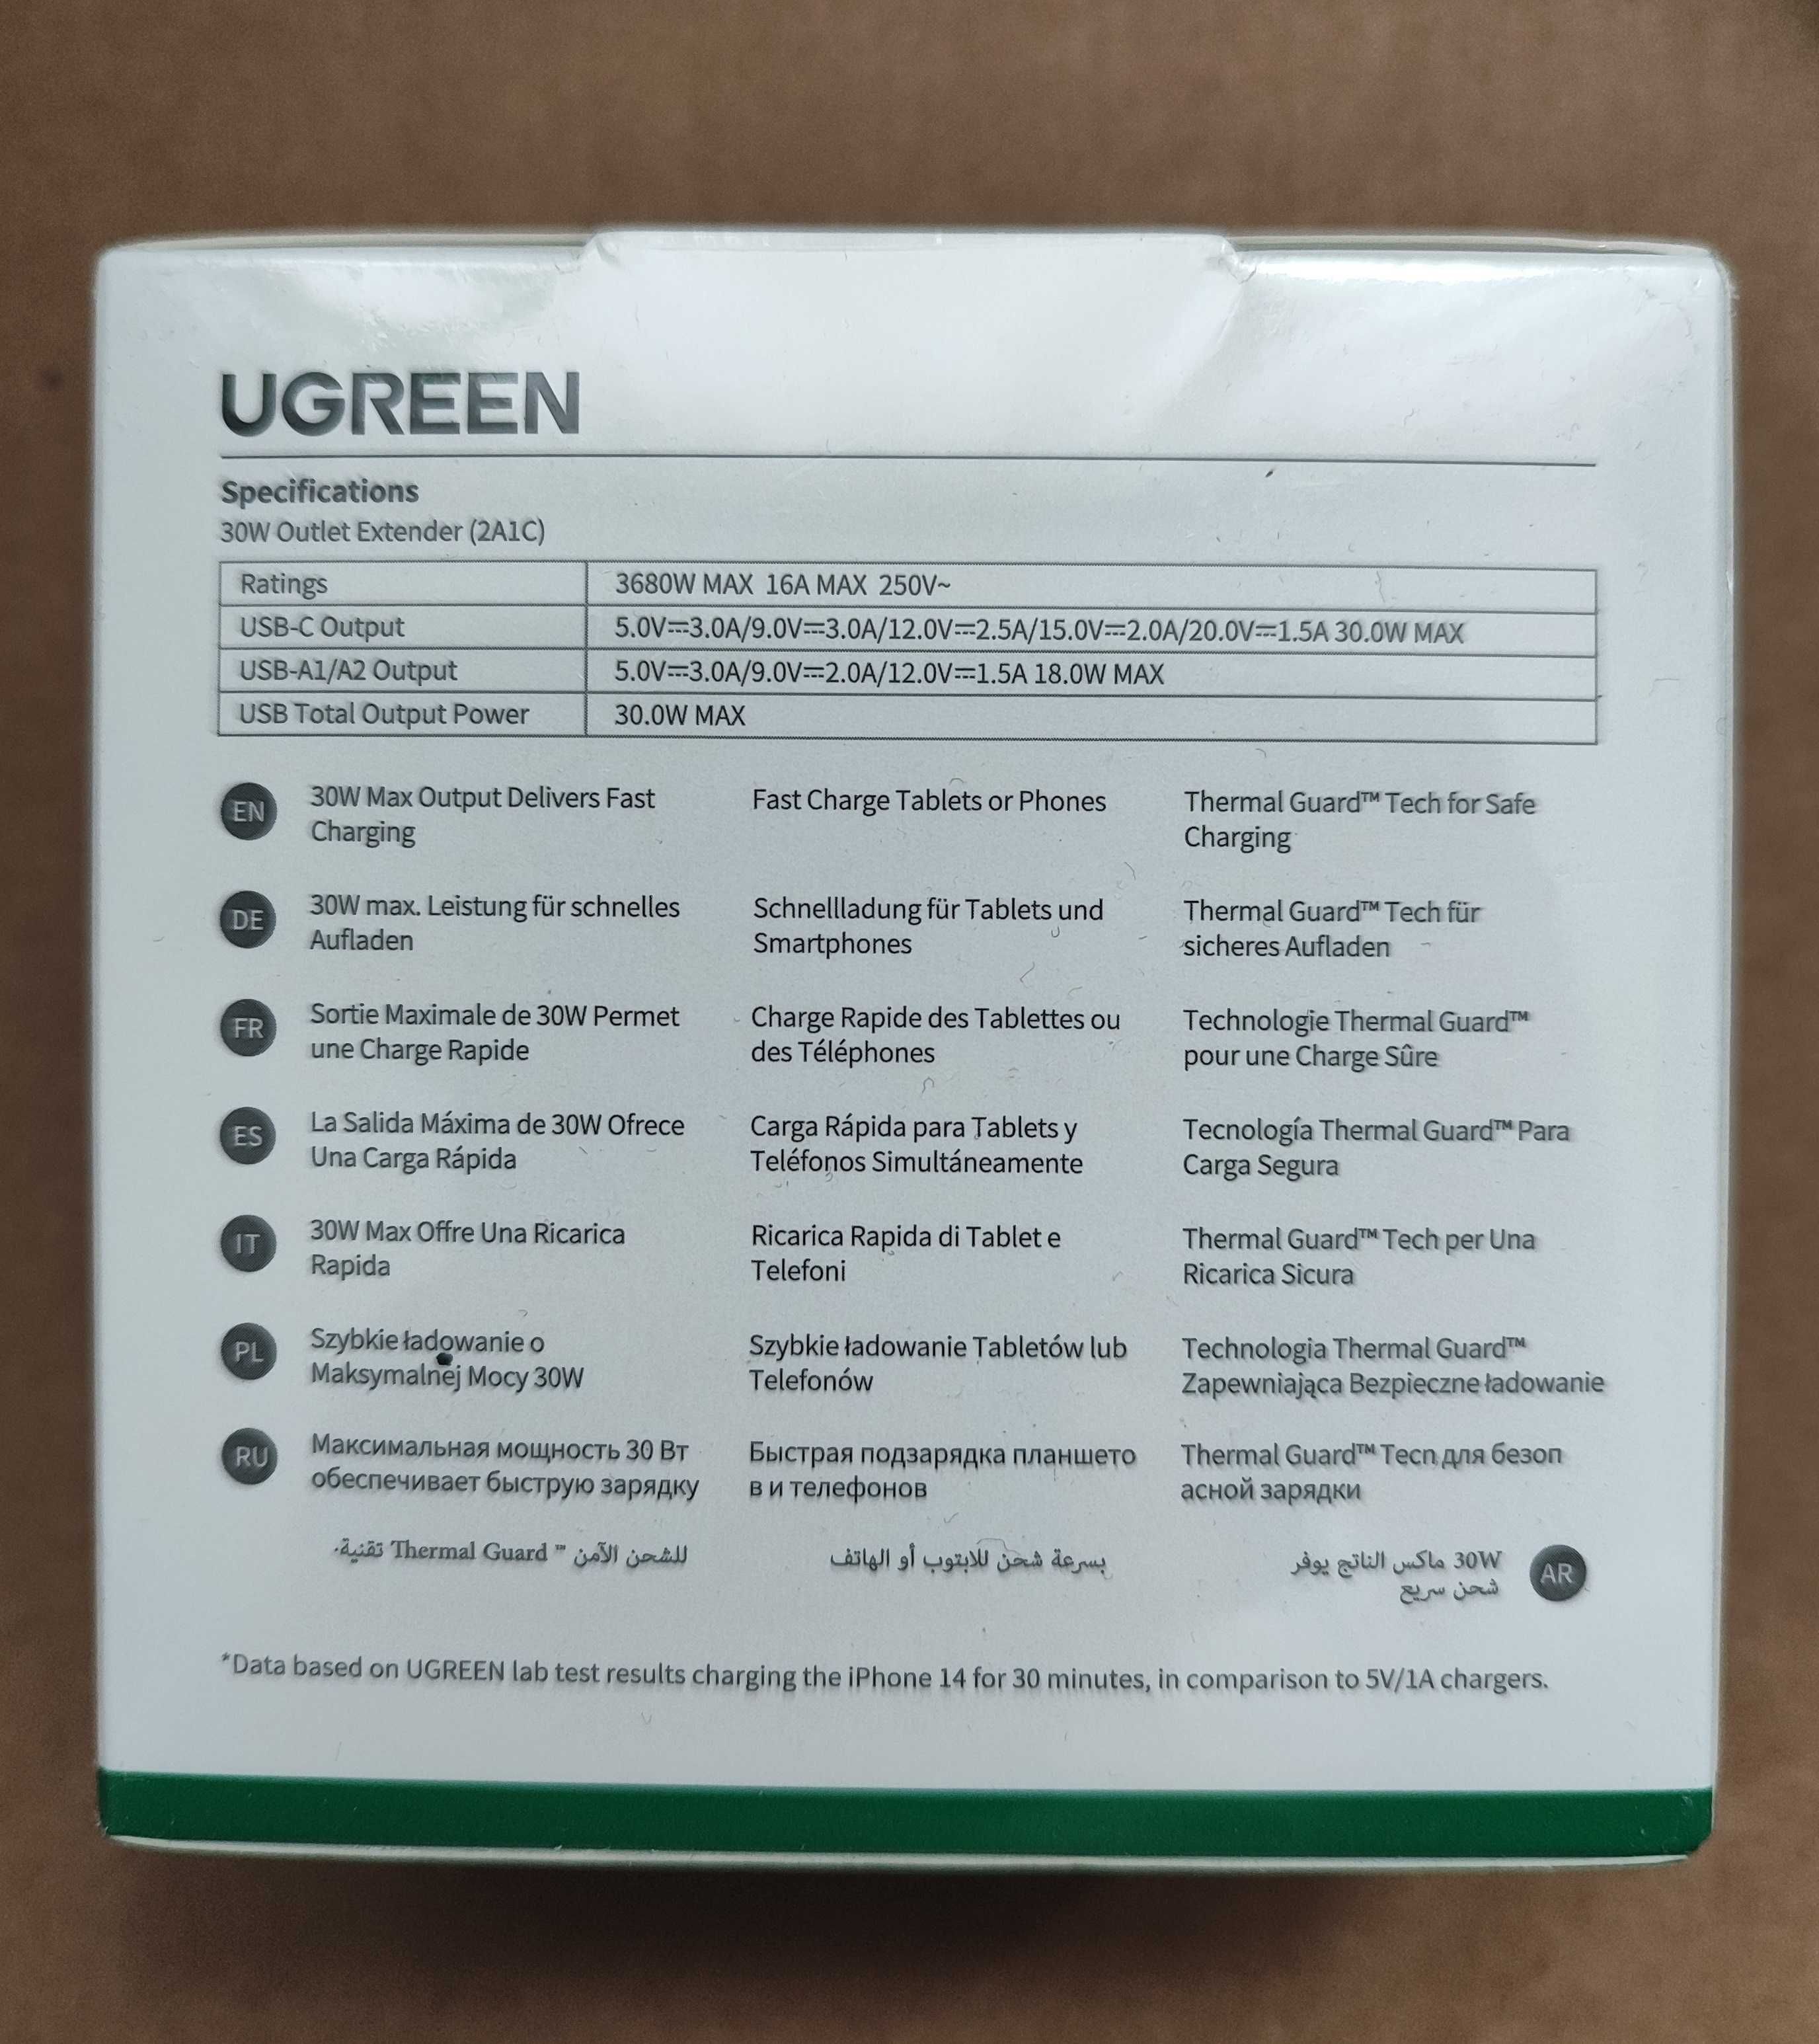 UGREEN
Specifications
30W Outlet Extender (2A1C)
Ratings 3680W MAX 16A MAX 250V~
USB-C Output 5.0V⎓3.0A/9.0V⎓3.0A/12.0V⎓2.5A/15.0V⎓2.0A/20.0V⎓1.5A 30.0W MAX
USB-A1/A2 Output 5.0V⎓3.0A/9.0V⎓2.0A/12.0V⎓1.5A 18.0W MAX
USB Total Output Power 30.0W MAX
EN
30W Max Output Delivers Fast
Charging
Fast Charge Tablets or Phones
Thermal Guard™ Tech for Safe
Charging
DE
30W max. Leistung für schnelles
Aufladen
Schnellladung für Tablets und
Smartphones
Thermal Guard™ Tech für
sicheres Aufladen
FR
Sortie Maximale de 30W Permet
une Charge Rapide
Charge Rapide des Tablettes ou
des Téléphones
Technologie Thermal Guard™
pour une Charge Sûre
ES
La Salida Máxima de 30W Ofrece
Una Carga Rápida
Carga Rápida para Tablets y
Teléfonos Simultáneamente
Tecnología Thermal Guard™ Para
Carga Segura
IT
30W Max Offre Una Ricarica
Rapida
Ricarica Rapida di Tablet e
Telefoni
Thermal Guard™ Tech per Una
Ricarica Sicura
PL
Szybkie ładowanie o
Maksymalnej Mocy 30W
Szybkie ładowanie Tabletów lub
Telefonów
Technologia Thermal Guard™
Zapewniająca Bezpieczne ładowanie
RU
Максимальная мощность 30 Вт
обеспечивает быструю зарядку
Быстрая подзарядка планшето
в и телефонов
Thermal Guard™ Tecп для безоп
асной зарядки
AR
30W ماكس الناتج يوفر
شحن سريع
بسرعة شحن للابتوب أو الهاتف
للشحن الآمن ™ Thermal Guard تقنية.
*Data based on UGREEN lab test results charging the iPhone 14 for 30 minutes, in comparison to 5V/1A chargers.